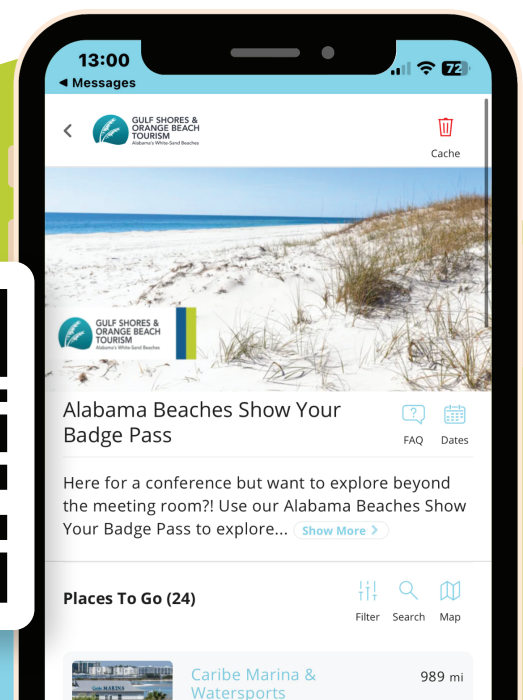 13:00
72
◀ Messages
GULF SHORES &
ORANGE BEACH
TOURISM
Alabama's White-Sand Beaches
Cache
GULF SHORES &
ORANGE BEACH
TOURISM
Alabama's White-Sand Beaches
Alabama Beaches Show Your
Badge Pass
FAQ
Dates
Here for a conference but want to explore beyond
the meeting room?! Use our Alabama Beaches Show
Your Badge Pass to explore... Show More >
Places To Go (24)
Filter
Search
Map
Caribe Marina &
Watersports
989 mi